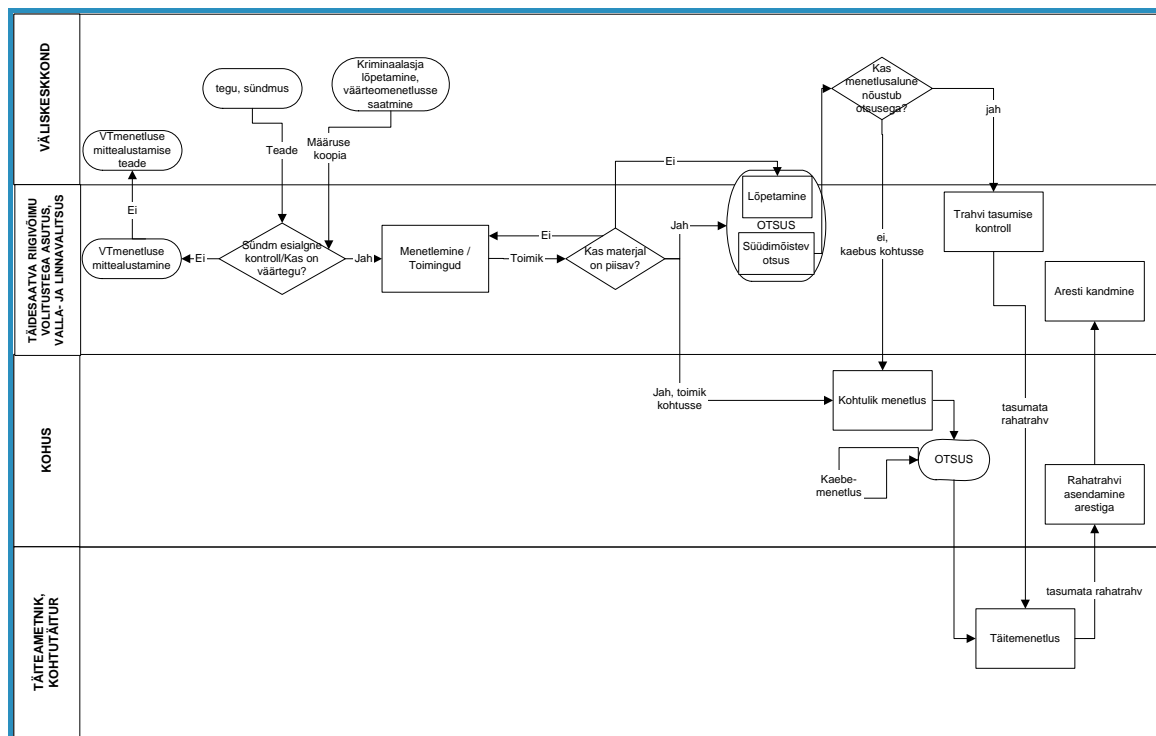 VÄLISKESKKOND
tegu, sündmus
Kriminaalasja
lõpetamine,
väärteomenetlusse
saatmine
Kas
menetlusalune
nõustub
otsusega?
jah
VTmenetluse
mittealustamise
teade
Teade
Määruse
koopia
Ei
Ei
TÄIDESAATVA RIIGIVÕIMU
VOLITUSTEGA ASUTUS,
VALLA- JA LINNAVALITSUS
VTmenetluse
mittealustamine
Ei
Sündm esialgne
kontroll/Kas on
väärtegu?
Jah
Menetlemine /
Toimingud
Ei
Toimik
Kas materjal
on piisav?
Jah
Lõpetamine
OTSUS
Süüdimõistev
otsus
ei,
kaebus kohtusse
Trahvi tasumise
kontroll
Aresti kandmine
KOHUS
Jah, toimik
kohtusse
Kohtulik menetlus
tasumata
rahatrahv
OTSUS
Kaebe-
menetlus
Rahatrahvi
asendamine
arestiga
TÄITEAMETNIK,
KOHTUTÄITUR
tasumata rahatrahv
Täitemenetlus